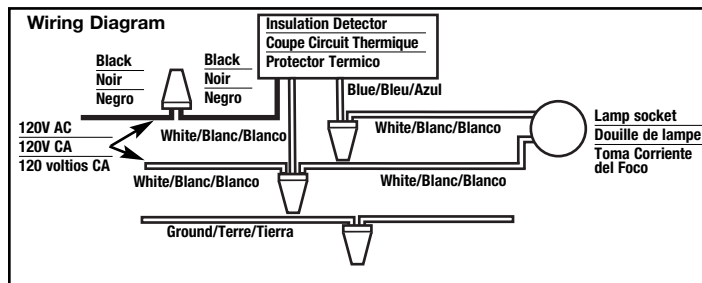 Wiring Diagram
Insulation Detector
Coupe Circuit Thermique
Protector Termico
Black
Noir
Negro
Black
Noir
Negro
Blue/Bleu/Azul
120V AC
120V CA
120 voltios CA
White/Blanc/Blanco
White/Blanc/Blanco
Lamp socket
Douille de lampe
Toma Corriente
del Foco
White/Blanc/Blanco
White/Blanc/Blanco
Ground/Terre/Tierra